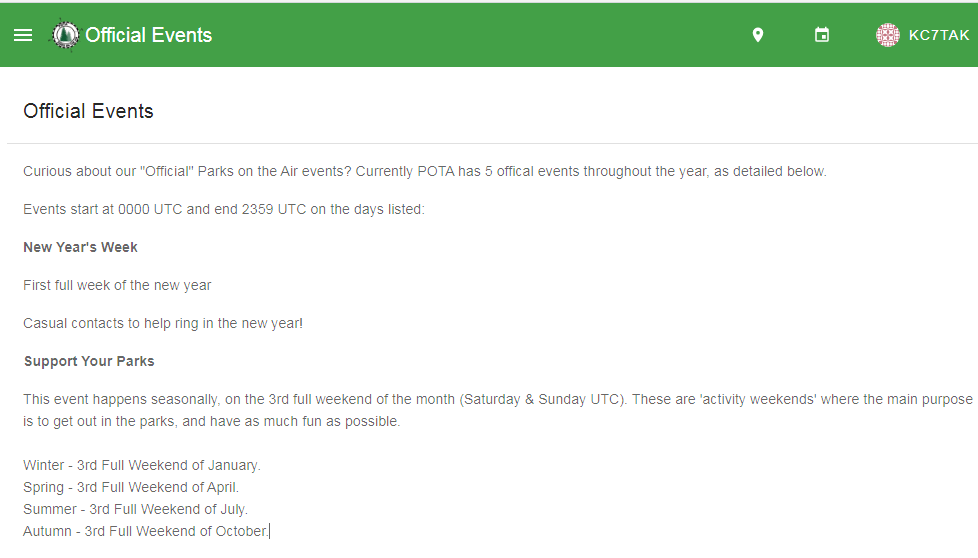 Official Events
KC7TAK
Official Events
Curious about our "Official" Parks on the Air events? Currently POTA has 5 offical events throughout the year, as detailed below.
Events start at 0000 UTC and end 2359 UTC on the days listed:
New Year's Week
First full week of the new year
Casual contacts to help ring in the new year!
Support Your Parks
This event happens seasonally, on the 3rd full weekend of the month (Saturday & Sunday UTC). These are 'activity weekends' where the main purpose
is to get out in the parks, and have as much fun as possible.
Winter - 3rd Full Weekend of January.
Spring - 3rd Full Weekend of April.
Summer - 3rd Full Weekend of July.
Autumn - 3rd Full Weekend of October.